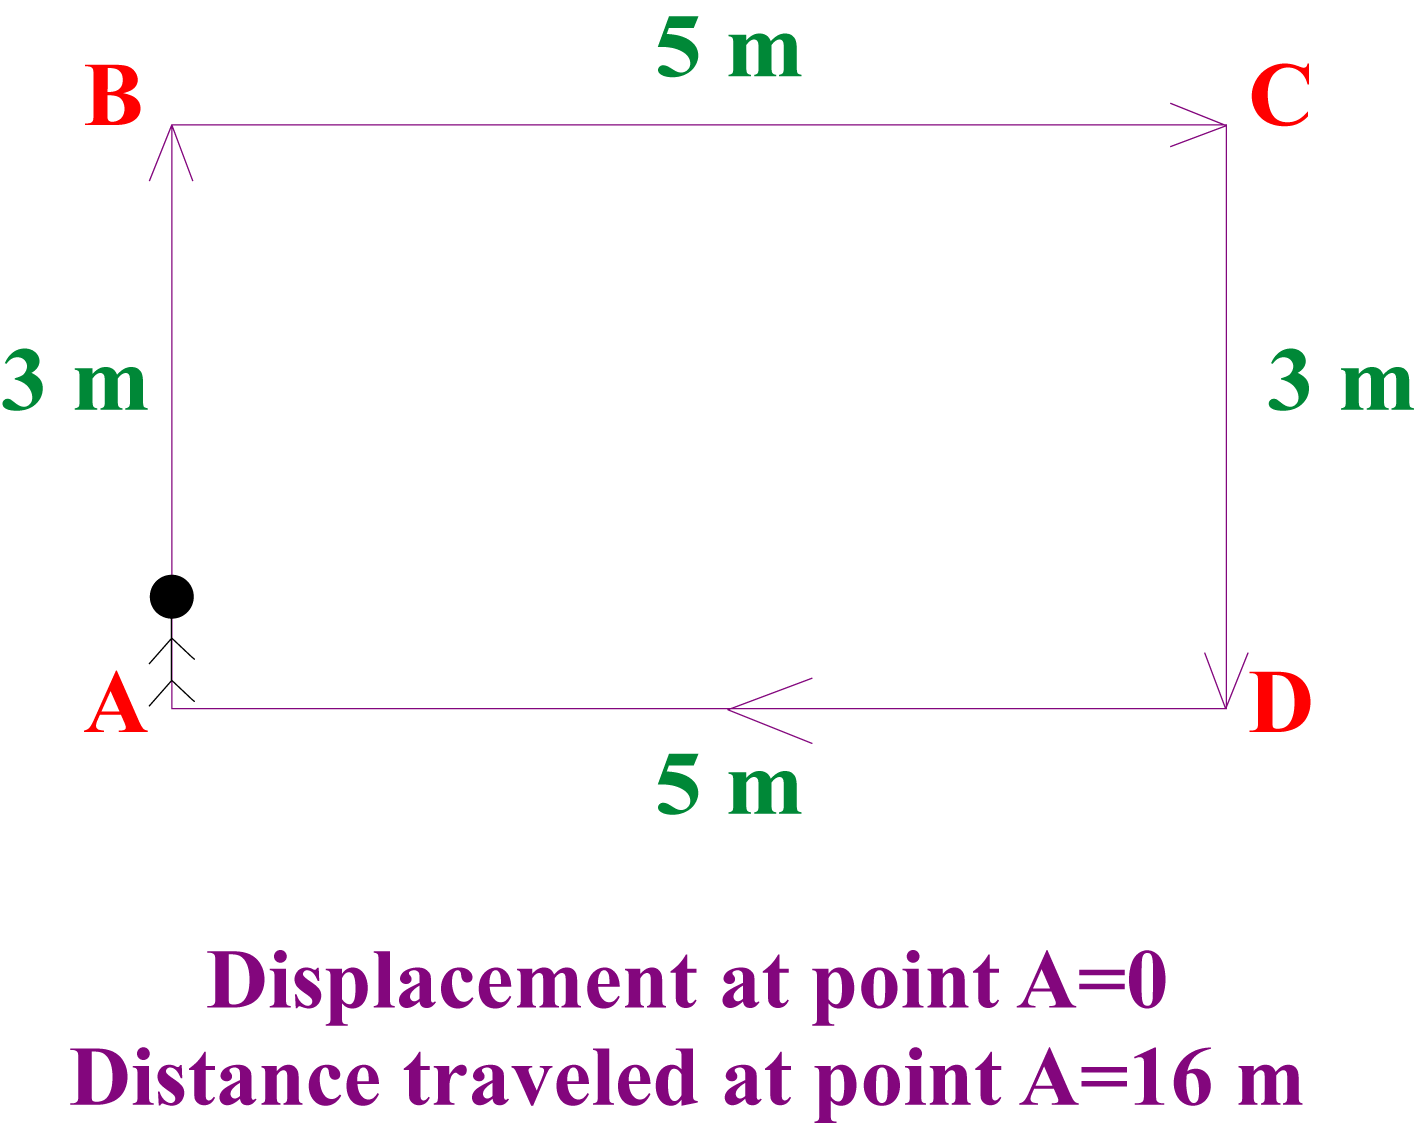 5 m
B
C
3 m
3 m
A
D
5 m
Displacement at point A=0
Distance traveled at point A=16 m